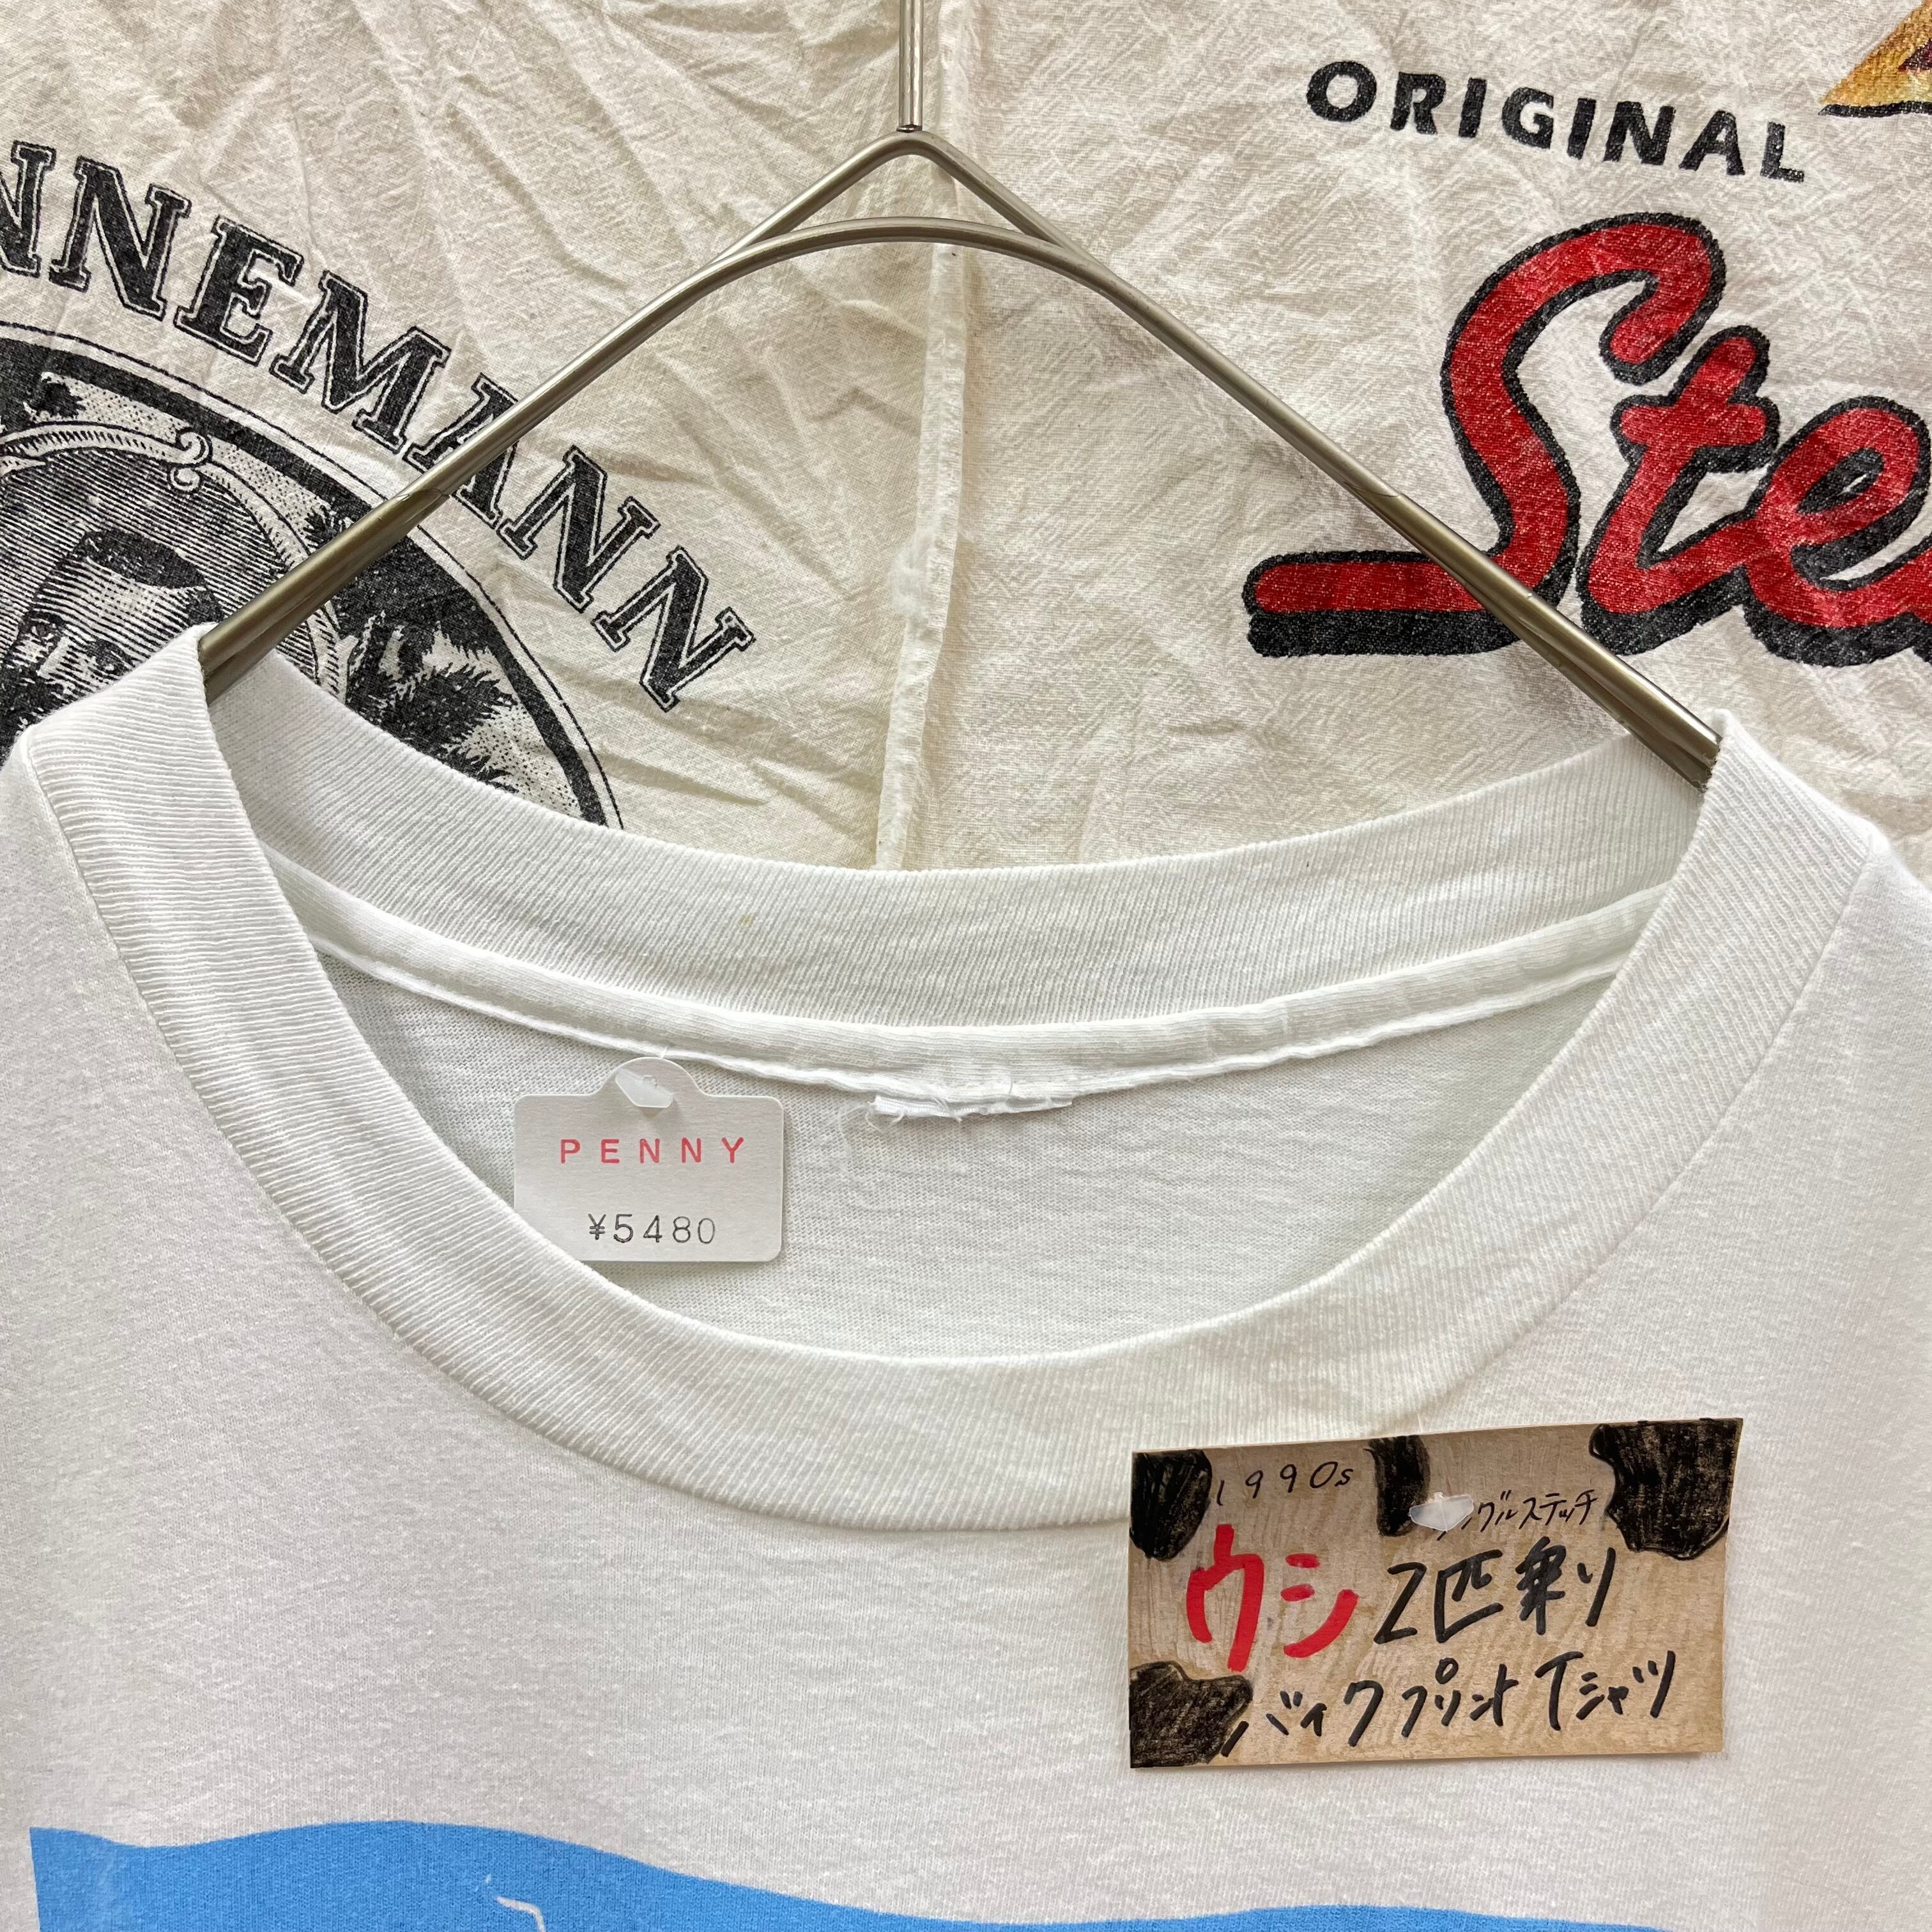 ORIGINAL
NNEMANN
Ste
PENNY
¥5480
1990s
ングルステッチ
ウシ2匹乗り
バイクプリントTシャツ